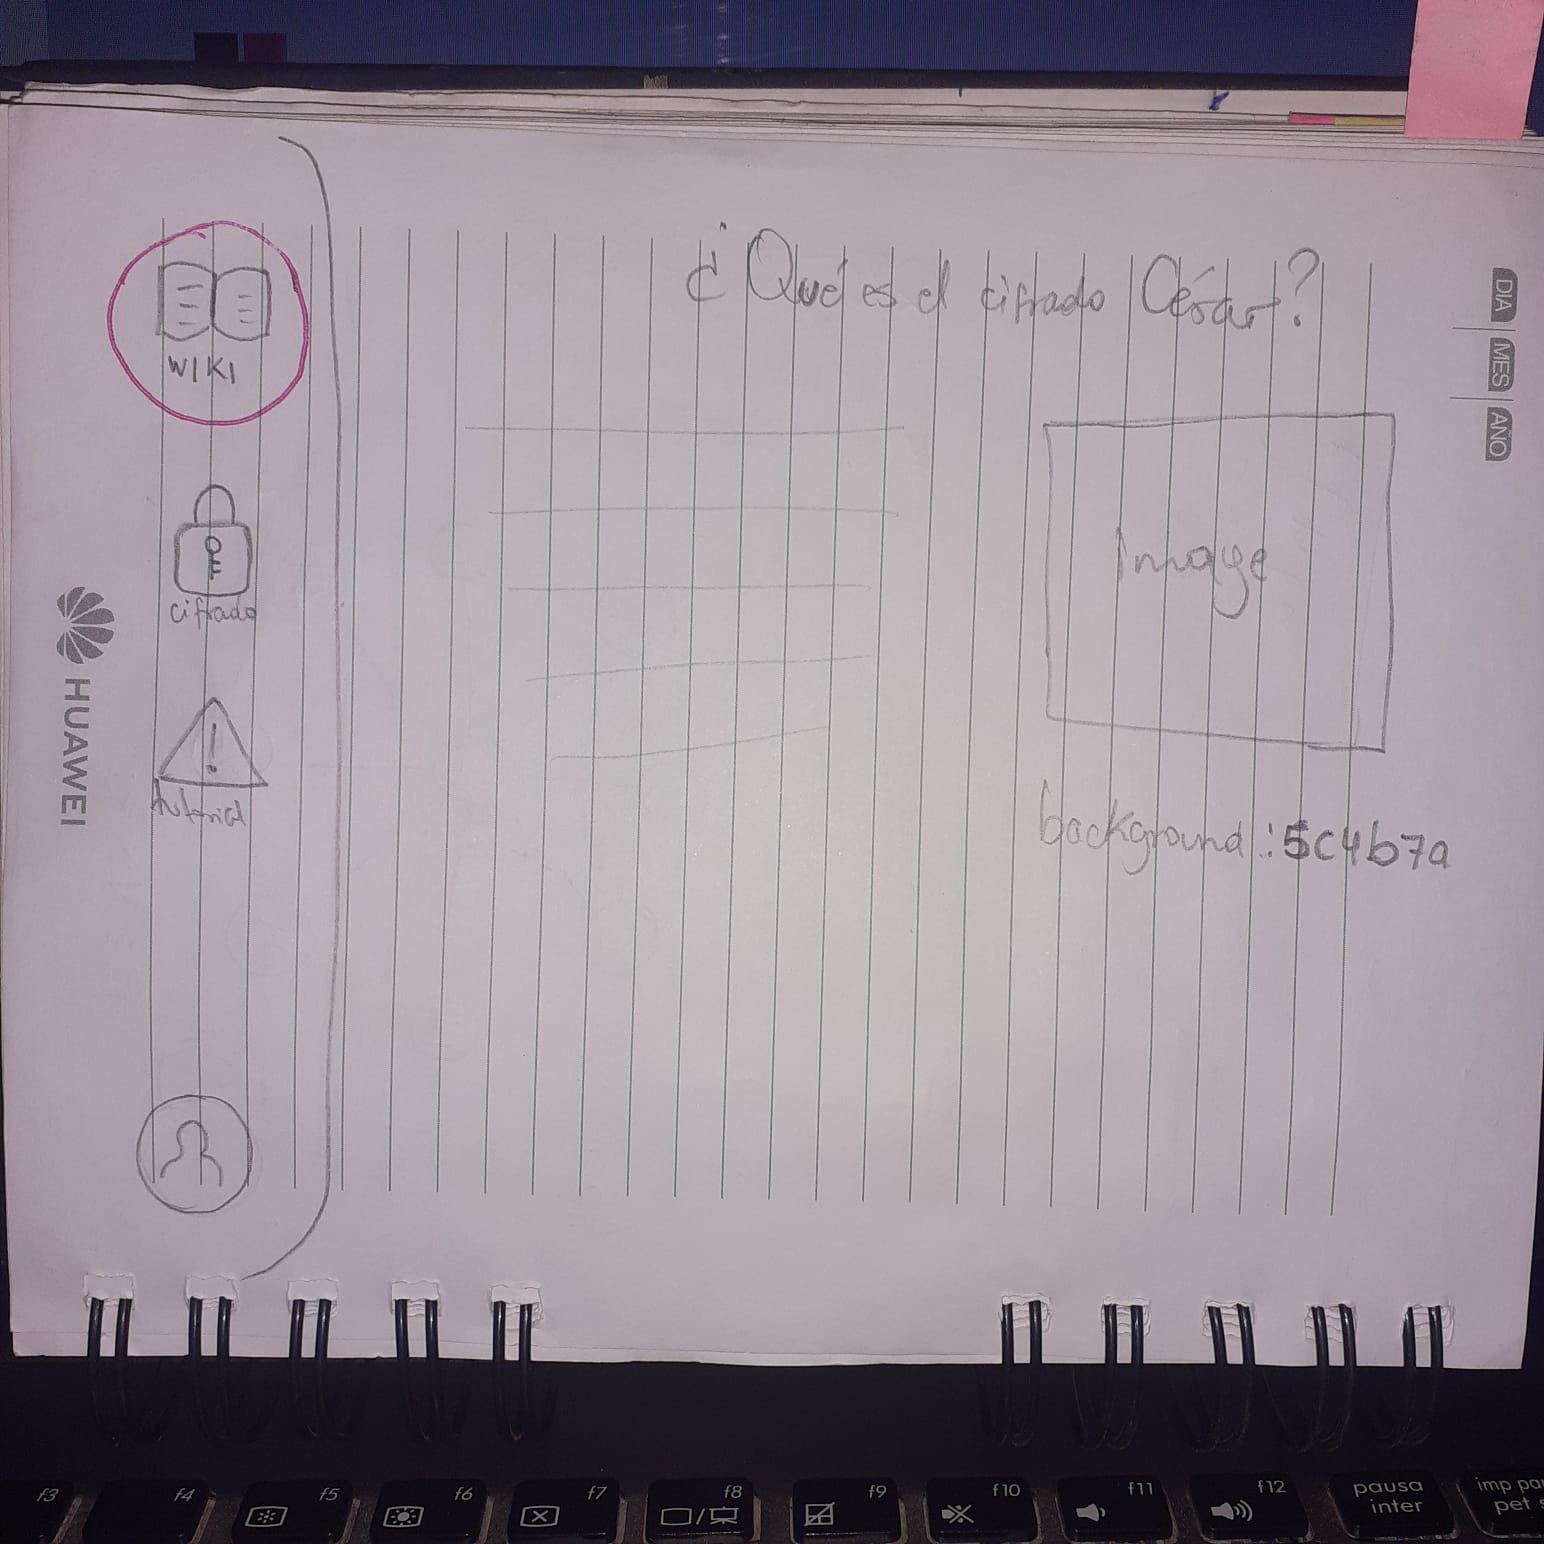 ¿Qué es el cifrado César?
WIKI
cifrado
tutorial
Image
background: 5c4b7a
HUAWEI
DIA
MES
AÑO
f3
f4
f5
f6
f7
f8
f9
f10
f11
f12
pausa
inter
imp pa
pet s